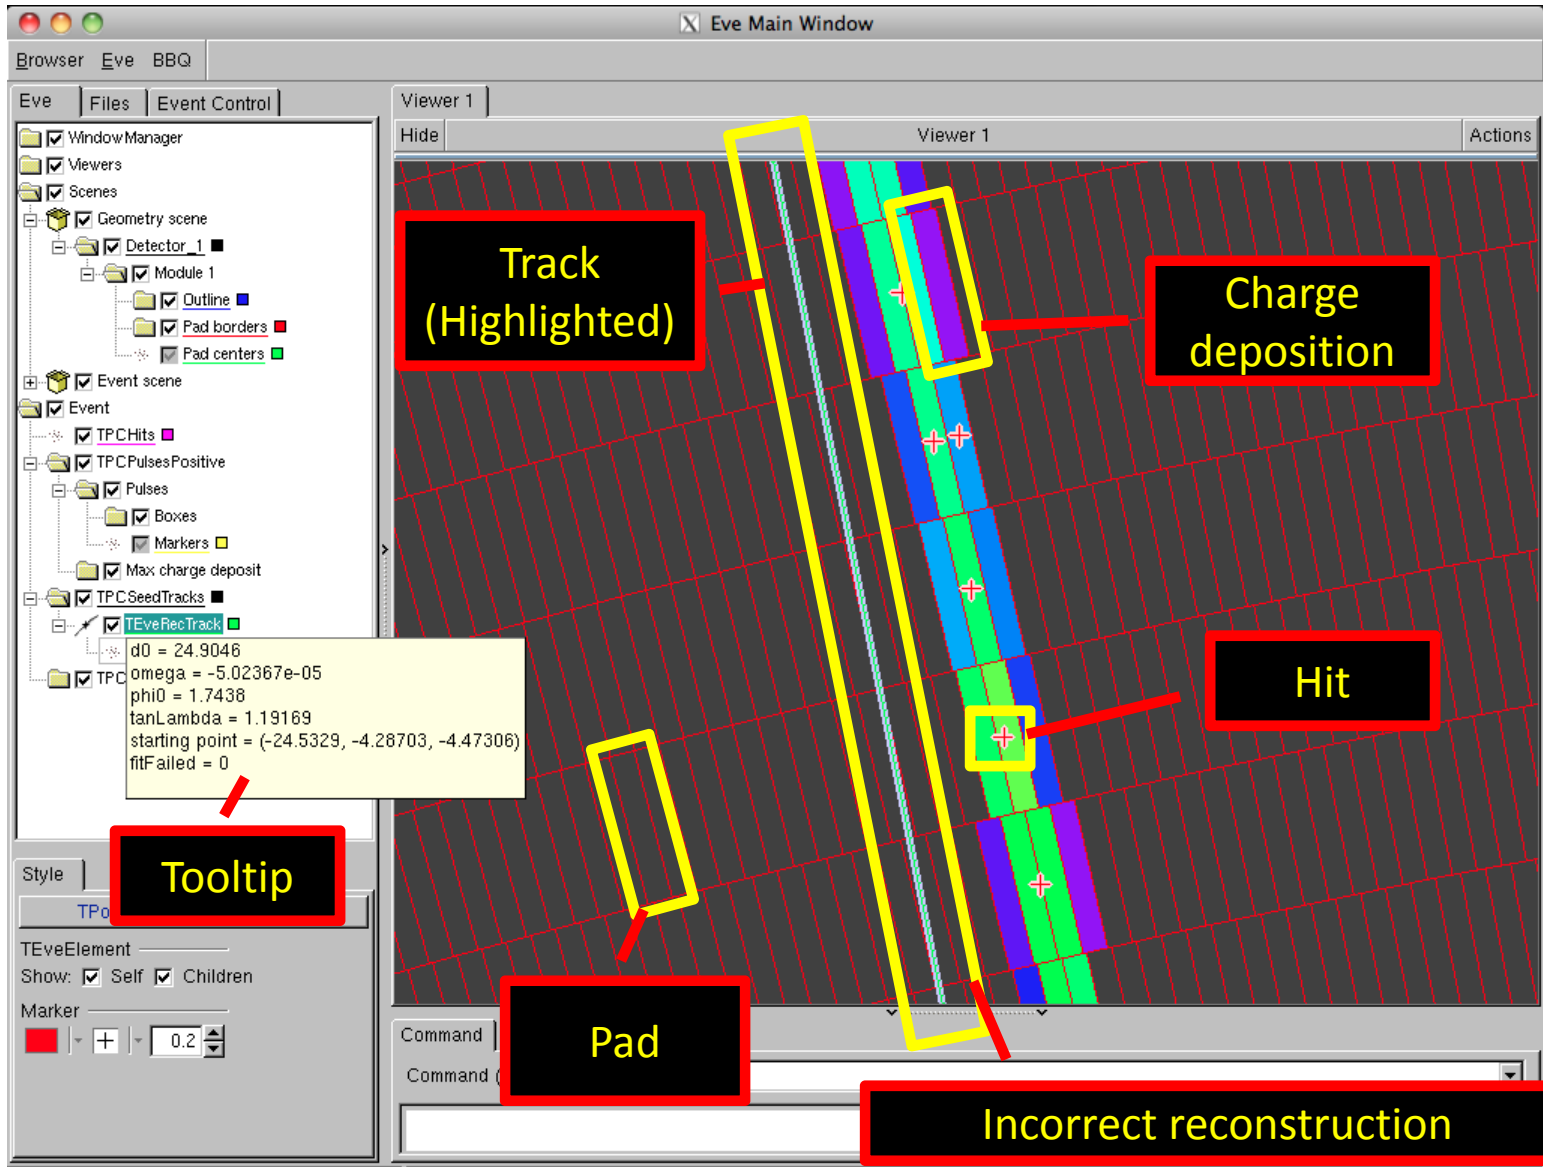 X Eve Main Window
Browser Eve BBQ
Eve Files Event Control
Viewer 1
Hide Viewer 1 Actions
WindowManager
Viewers
Scenes
Geometry scene
Detector_1
Module 1
Outline
Pad borders
Pad centers
Event scene
Event
TPCHits
TPCPulsesPositive
Pulses
Boxes
Markers
Max charge deposit
TPCSeedTracks
TEveRecTrack
TPC
d0 = 24.9046
omega = -5.02367e-05
phi0 = 1.7438
tanLambda = 1.19169
starting point = (-24.5329, -4.28703, -4.47306)
fitFailed = 0
Track
(Highlighted)
Charge
deposition
Hit
Tooltip
Pad
Incorrect reconstruction
Style
TPo
TEveElement
Show: Self Children
Marker
0.2
Command
Command (